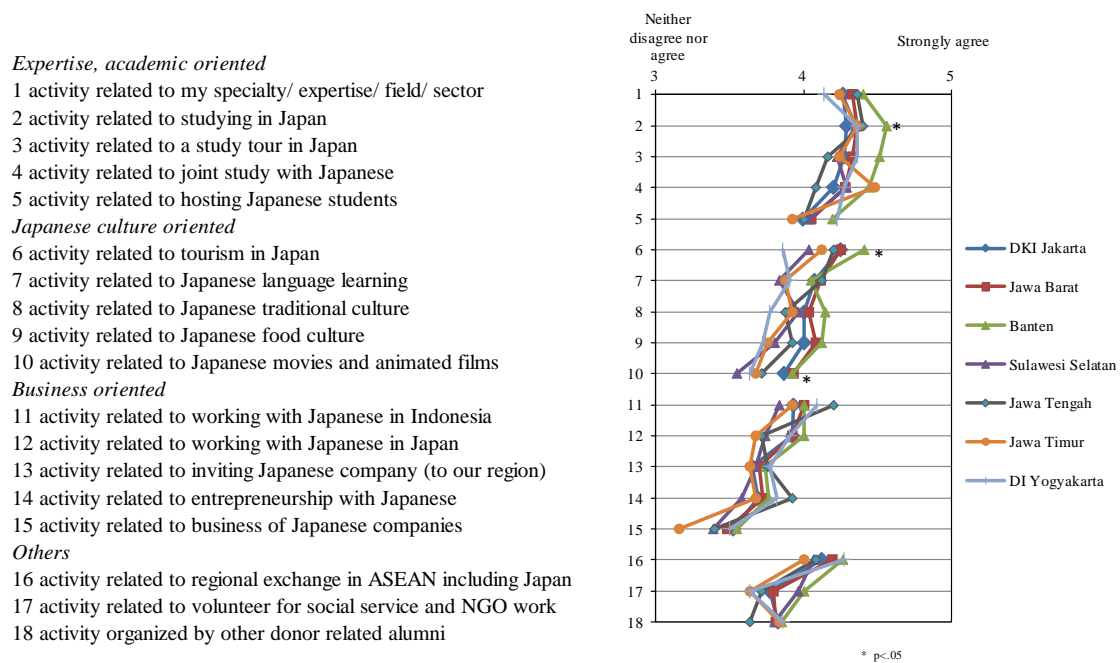 Neither
disagree nor
agree
Strongly agree
3 4 5
Expertise, academic oriented
1 activity related to my specialty/ expertise/ field/ sector
2 activity related to studying in Japan
3 activity related to a study tour in Japan
4 activity related to joint study with Japanese
5 activity related to hosting Japanese students
Japanese culture oriented
6 activity related to tourism in Japan
7 activity related to Japanese language learning
8 activity related to Japanese traditional culture
9 activity related to Japanese food culture
10 activity related to Japanese movies and animated films
Business oriented
11 activity related to working with Japanese in Indonesia
12 activity related to working with Japanese in Japan
13 activity related to inviting Japanese company (to our region)
14 activity related to entrepreneurship with Japanese
15 activity related to business of Japanese companies
Others
16 activity related to regional exchange in ASEAN including Japan
17 activity related to volunteer for social service and NGO work
18 activity organized by other donor related alumni
1
2
*
3
4
5
6
*
7
8
9
10
*
11
12
13
14
15
16
17
18
DKI Jakarta
Jawa Barat
Banten
Sulawesi Selatan
Jawa Tengah
Jawa Timur
DI Yogyakarta
* p<.05